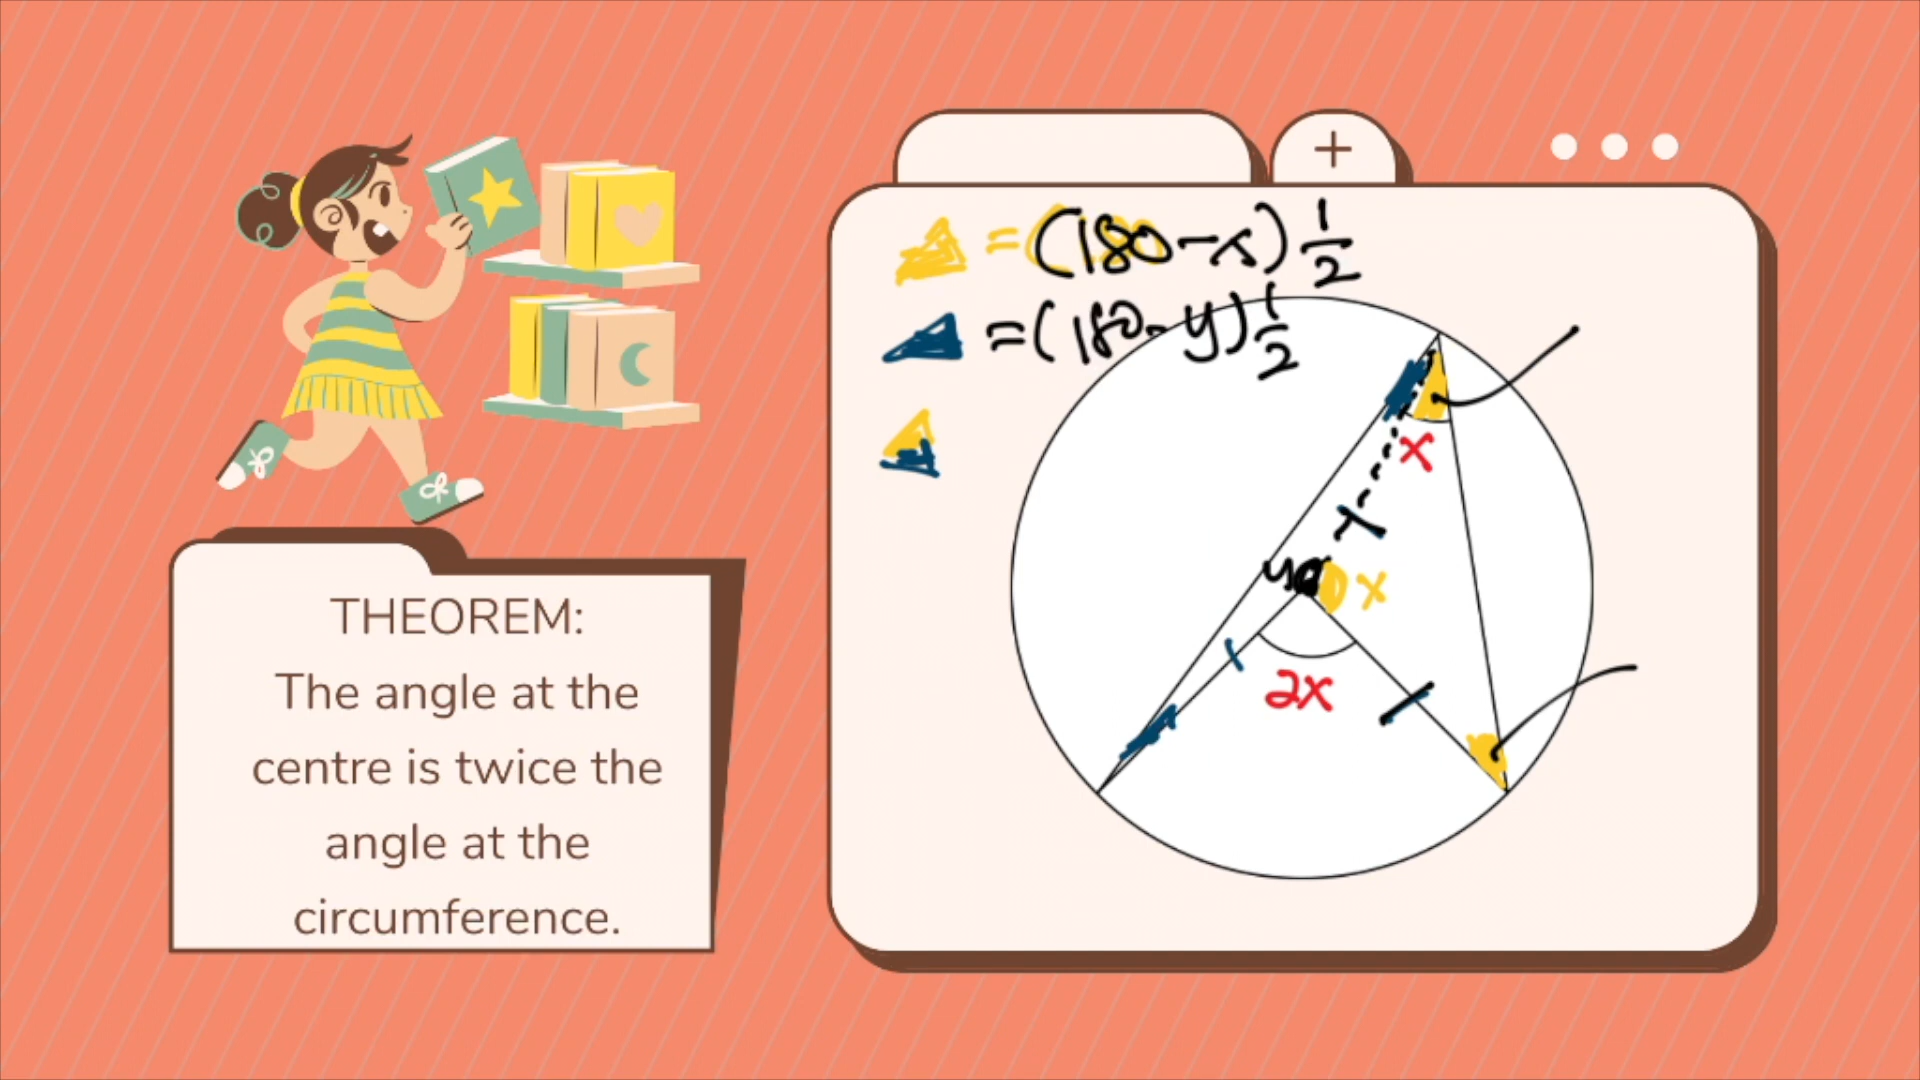 THEOREM:
The angle at the
centre is twice the
angle at the
circumference.
+
= (180 - x) 1/2
= (180 - y) 1/2
x
y
x
2x